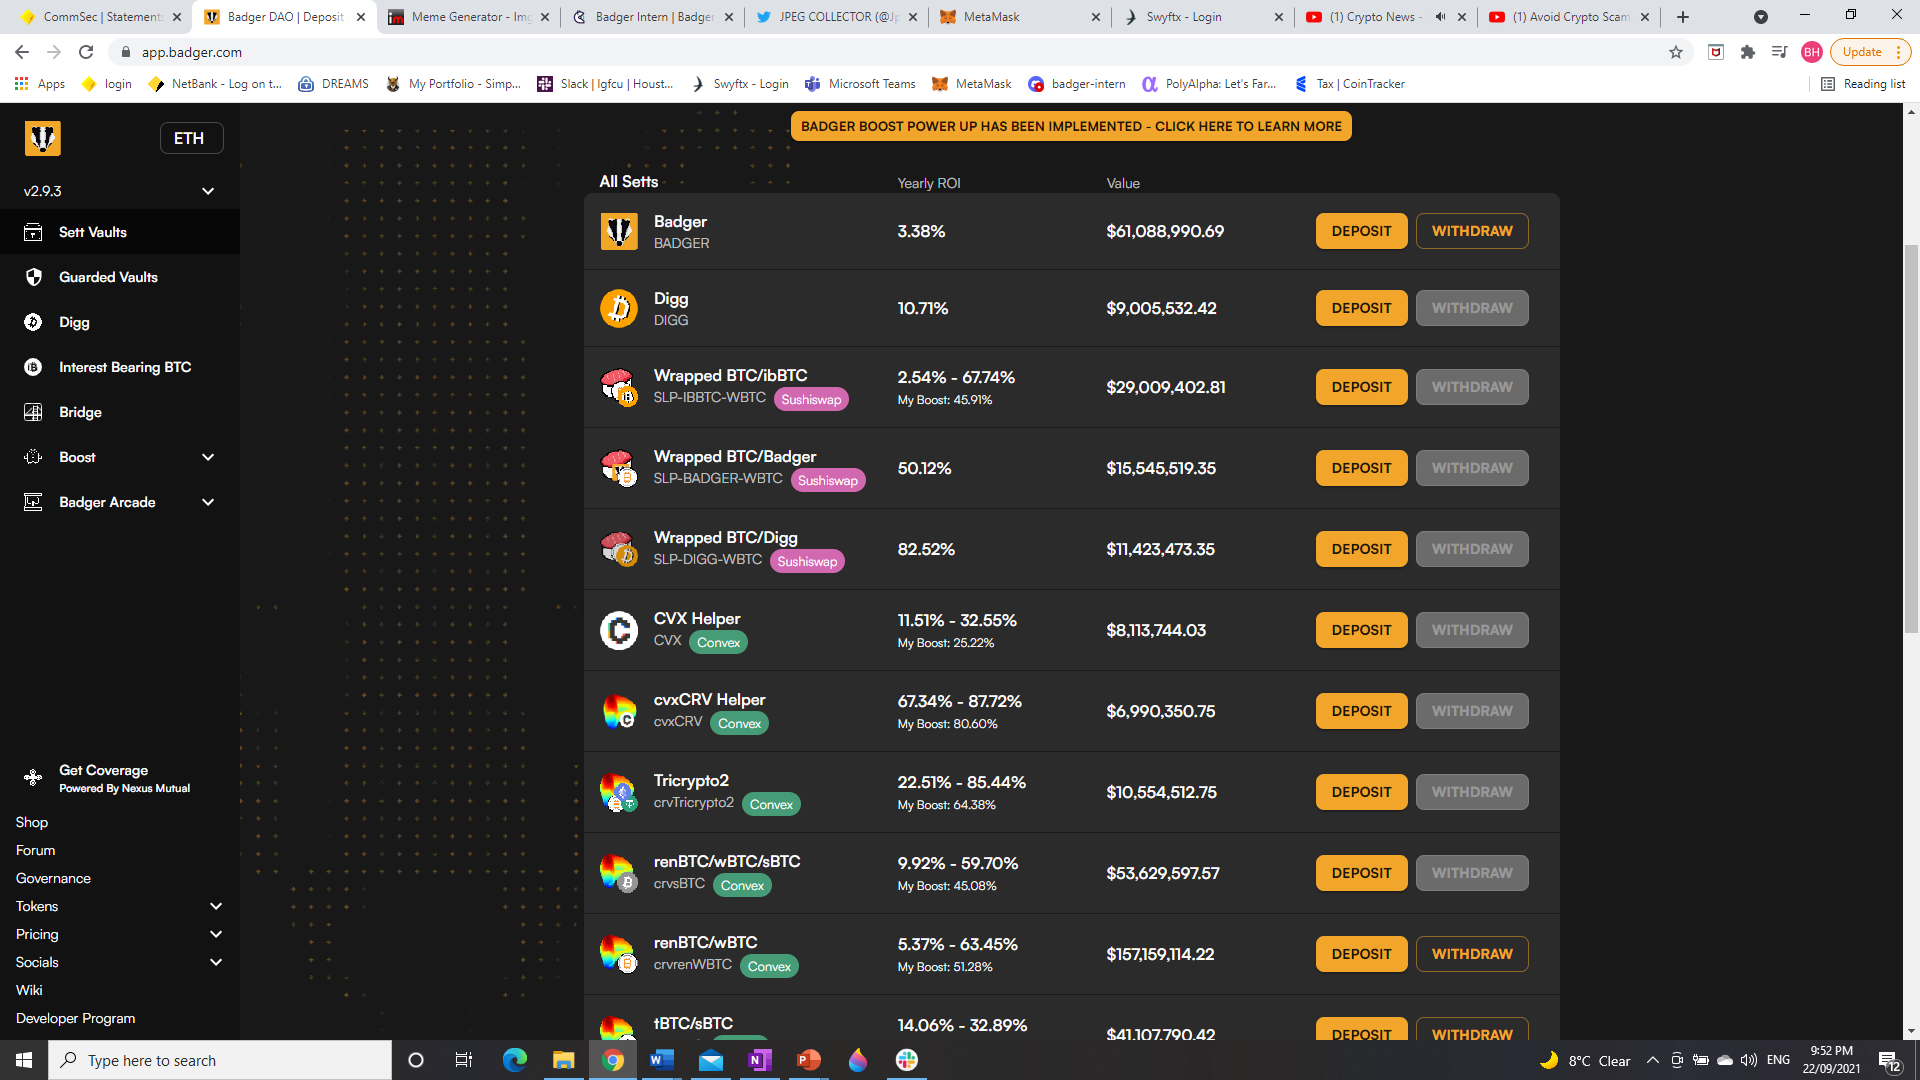 CommSec | Statement
Badger DAO | Deposit
Meme Generator - Img
Badger Intern | Badger
JPEG COLLECTOR (@Jp
MetaMask
Swyftx - Login
(1) Crypto News -
(1) Avoid Crypto Scam
app.badger.com
BH
Update
Apps
login
NetBank - Log on t...
DREAMS
My Portfolio - Simp...
Slack | lgfcu | Houst...
Swyftx - Login
Microsoft Teams
MetaMask
badger-intern
PolyAlpha: Let's Far...
Tax | CoinTracker
Reading list
ETH
v2.9.3
Sett Vaults
Guarded Vaults
Digg
Interest Bearing BTC
Bridge
Boost
Badger Arcade
Get Coverage
Powered By Nexus Mutual
Shop
Forum
Governance
Tokens
Pricing
Socials
Wiki
Developer Program
BADGER BOOST POWER UP HAS BEEN IMPLEMENTED - CLICK HERE TO LEARN MORE
All Setts Yearly ROI Value
Badger
BADGER
3.38%
$61,088,990.69
DEPOSIT WITHDRAW
Digg
DIGG
10.71%
$9,005,532.42
DEPOSIT WITHDRAW
Wrapped BTC/ibBTC
SLP-IBBTC-WBTC Sushiswap
2.54% - 67.74%
My Boost: 45.91%
$29,009,402.81
DEPOSIT WITHDRAW
Wrapped BTC/Badger
SLP-BADGER-WBTC Sushiswap
50.12%
$15,545,519.35
DEPOSIT WITHDRAW
Wrapped BTC/Digg
SLP-DIGG-WBTC Sushiswap
82.52%
$11,423,473.35
DEPOSIT WITHDRAW
CVX Helper
CVX Convex
11.51% - 32.55%
My Boost: 25.22%
$8,113,744.03
DEPOSIT WITHDRAW
cvxCRV Helper
cvxCRV Convex
67.34% - 87.72%
My Boost: 80.60%
$6,990,350.75
DEPOSIT WITHDRAW
Tricrypto2
crvTricrypto2 Convex
22.51% - 85.44%
My Boost: 64.38%
$10,554,512.75
DEPOSIT WITHDRAW
renBTC/wBTC/sBTC
crvsBTC Convex
9.92% - 59.70%
My Boost: 45.08%
$53,629,597.57
DEPOSIT WITHDRAW
renBTC/wBTC
crvrenWBTC Convex
5.37% - 63.45%
My Boost: 51.28%
$157,159,114.22
DEPOSIT WITHDRAW
tBTC/sBTC
14.06% - 32.89%
$41,107,790.42
DEPOSIT WITHDRAW
Type here to search
8°C Clear
ENG
9:52 PM
22/09/2021
12